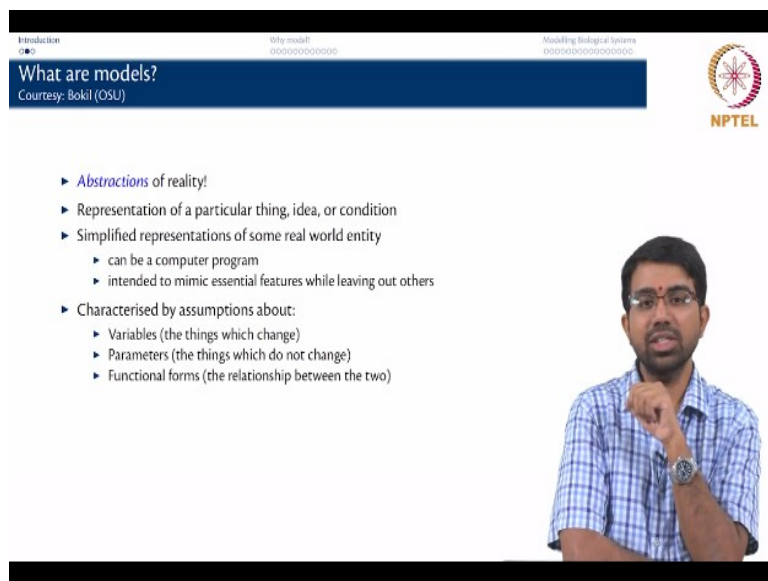 Introduction
Why model?
Modelling Biological Systems
What are models?
Courtesy: Bokil (OSU)
NPTEL
Abstractions of reality!
Representation of a particular thing, idea, or condition
Simplified representations of some real world entity
can be a computer program
intended to mimic essential features while leaving out others
Characterised by assumptions about:
Variables (the things which change)
Parameters (the things which do not change)
Functional forms (the relationship between the two)